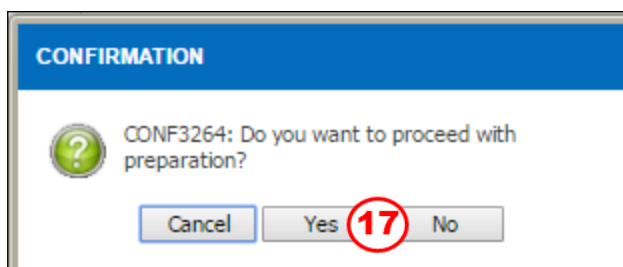 CONFIRMATION
CONF3264: Do you want to proceed with
preparation?
Cancel Yes 17 No